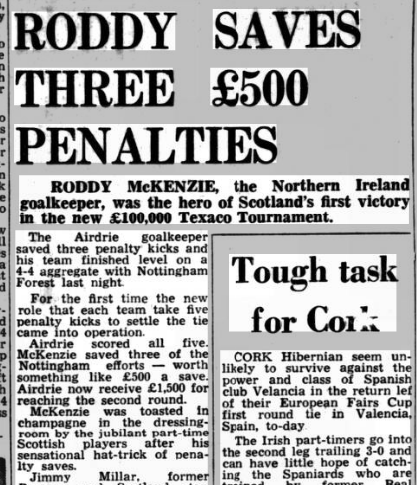 RODDY SAVES
THREE £500
PENALTIES
RODDY McKENZIE, the Northern Ireland
goalkeeper, was the hero of Scotland's first victory
in the new £100,000 Texaco Tournament.
The Airdrie goalkeeper
saved three penalty kicks and
his team finished level on a
4-4 aggregate with Nottingham
Forest last night.
For the first time the new
role that each team take five
penalty kicks to settle the tie
came into operation.
Airdrie scored all five.
McKenzie saved three of the
Nottingham efforts — worth
something like £500 a save.
Airdrie now receive £1,500 for
reaching the second round.
McKenzie was toasted in
champagne in the dressing-
room by the jubilant part-time
Scottish players after his
sensational hat-trick of pena-
lty saves.
Jimmy Millar, former
Tough task
for Cork
CORK Hibernian seem un-
likely to survive against the
power and class of Spanish
club Velancia in the return lef
of their European Fairs Cup
first round tie in Valencia,
Spain, to-day.
The Irish part-timers go into
the second leg trailing 3-0 and
can have little hope of catch-
ing the Spaniards who are
trained by former Real